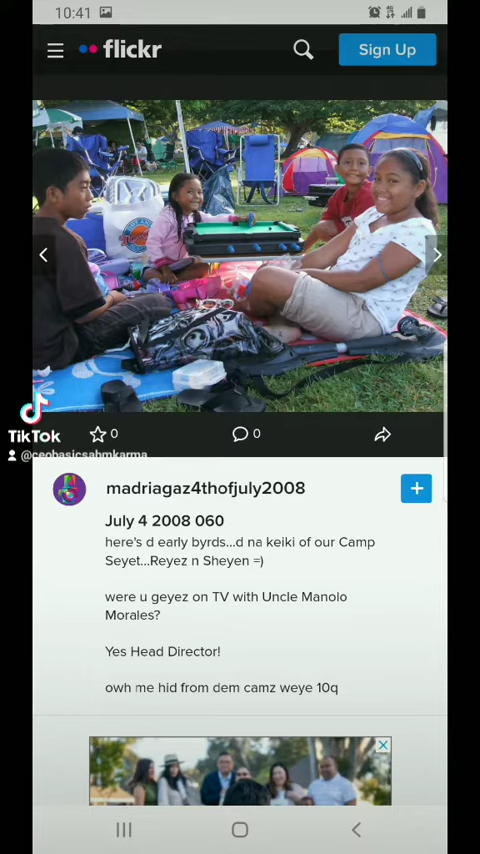 10:41
flickr
Sign Up
TikTok
@ceobasicsahmkarma
0
0
madriagaz4thofjuly2008
July 4 2008 060
here's d early byrds...d na keiki of our Camp
Seyet...Reyez n Sheyen =)
were u geyez on TV with Uncle Manolo
Morales?
Yes Head Director!
owh me hid from dem camz weye 10q